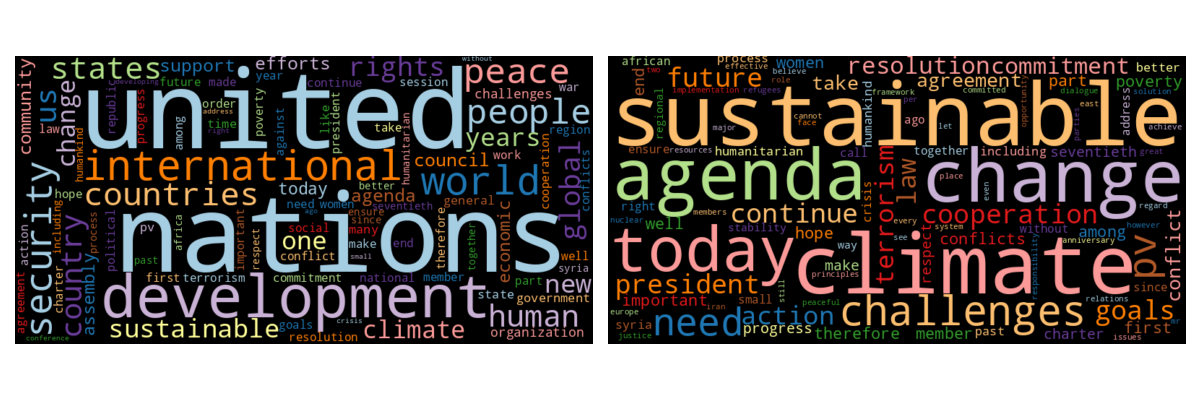 united
nations
development
international
world
states
rights
peace
people
years
countries
sustainable
security
country
change
us
community
support
efforts
global
human
new
climate
one
economic
council
agenda
today
organization
government
challenges
session
war
future
made
year
continue
without
developing
law
humankind
republic
progress
order
address
time
right
among
poverty
against
like
president
take
humanitarian
work
region
cooperation
conflicts
hope
including
charter
action
process
assembly
political
pv
past
africa
important
need
women
ago
ensure
social
many
respect
conflict
make
small
better
seventieth
end
therefore
general
together
well
syria
part
first
terrorism
commitment
national
member
state
goals
crisis
resolution
agreement
conference
since
sustainable
agenda
change
climate
today
challenges
need
action
president
future
resolution
commitment
agreement
cooperation
terrorism
law
continue
goals
pv
conflict
african
process
effective
believe
women
take
part
better
poverty
two
role
implementation
refugees
end
regional
major
cannot
face
humankind
per
ago
framework
let
committed
opportunity
dialogue
east
parties
solution
address
achieve
ensure
resources
humanitarian
call
together
including
seventieth
great
right
nuclear
members
well
stability
hope
crisis
way
make
principles
place
even
regard
every
system
see
respect
conflicts
without
among
anniversary
however
responsibility
since
important
small
still
peaceful
iran
europe
syria
justice
progress
therefore
member
past
relations
charter
issues
first
mr